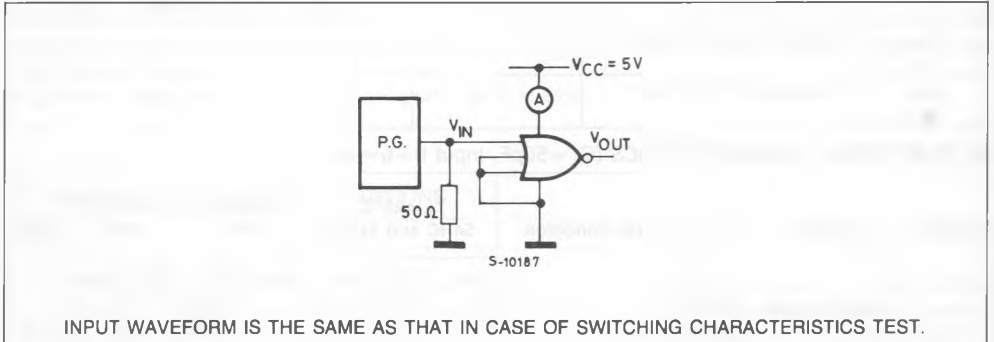 VCC = 5V
A
P.G.
VIN
VOUT
50Ω
S-10187
INPUT WAVEFORM IS THE SAME AS THAT IN CASE OF SWITCHING CHARACTERISTICS TEST.